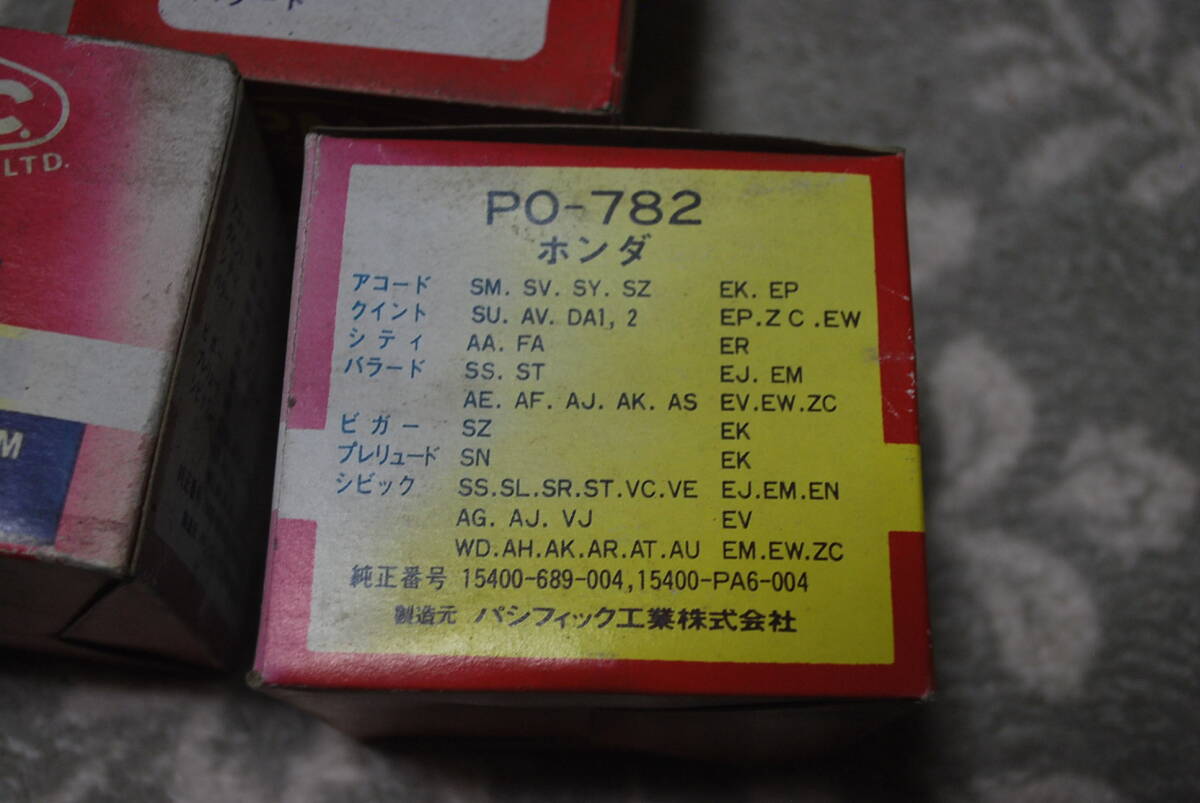 バラード
C.
LTD.
M
PO-782
ホンダ
アコード SM. SV. SY. SZ EK. EP
クイント SU. AV. DA1, 2 EP.ZC.EW
シティ AA. FA ER
バラード SS. ST EJ. EM
AE. AF. AJ. AK. AS EV.EW.ZC
ビガー SZ EK
プレリュード SN EK
シビック SS.SL.SR.ST.VC.VE EJ.EM.EN
AG. AJ. VJ EV
WD.AH.AK.AR.AT.AU EM.EW.ZC
純正番号 15400-689-004,15400-PA6-004
製造元 パシフィック工業株式会社